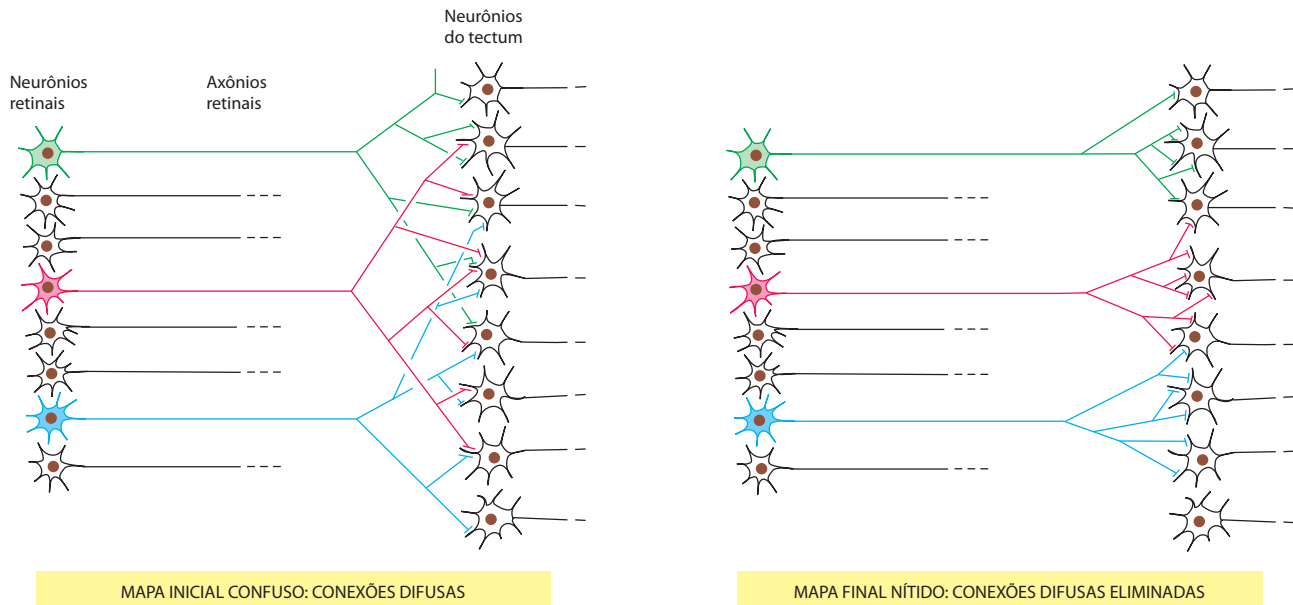 Neurônios
do tectum
Neurônios
retinais
Axônios
retinais
MAPA INICIAL CONFUSO: CONEXÕES DIFUSAS
MAPA FINAL NÍTIDO: CONEXÕES DIFUSAS ELIMINADAS